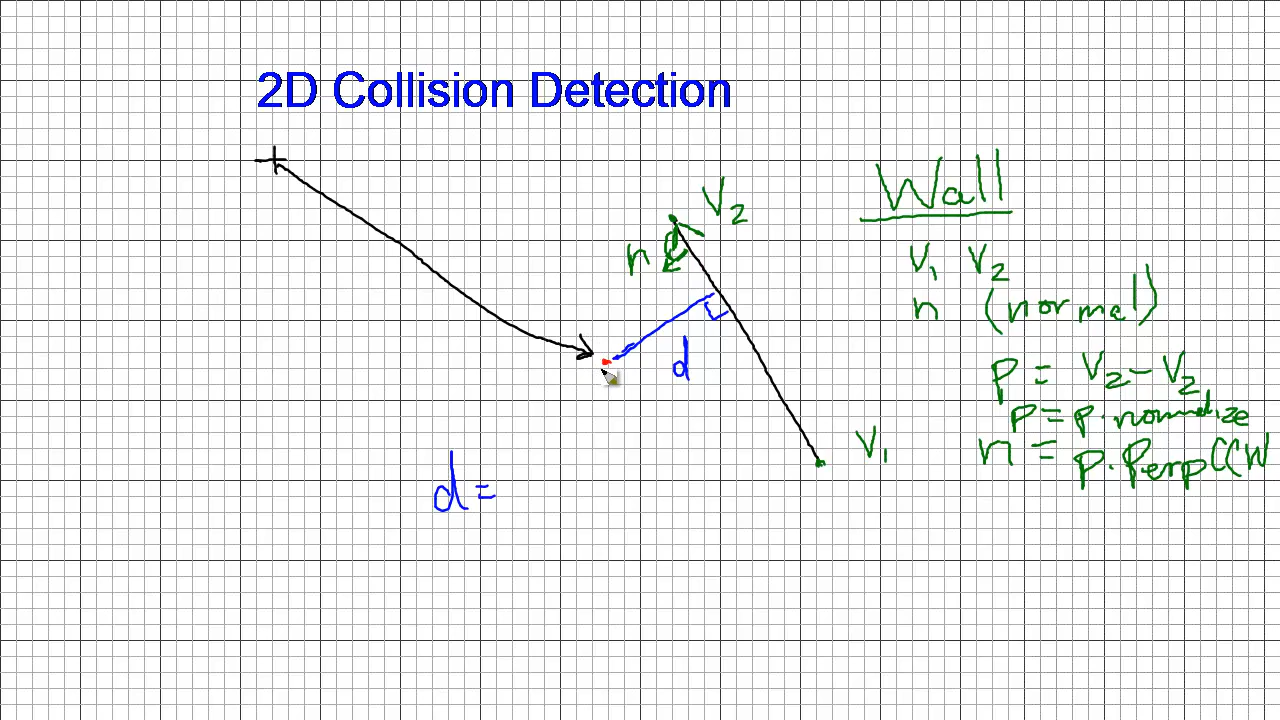 2D Collision Detection
V2
n
d
V1
d =
Wall
V1 V2
n (normal)
p = V2 - V2
p = p.normalize
n = p.perpCCW